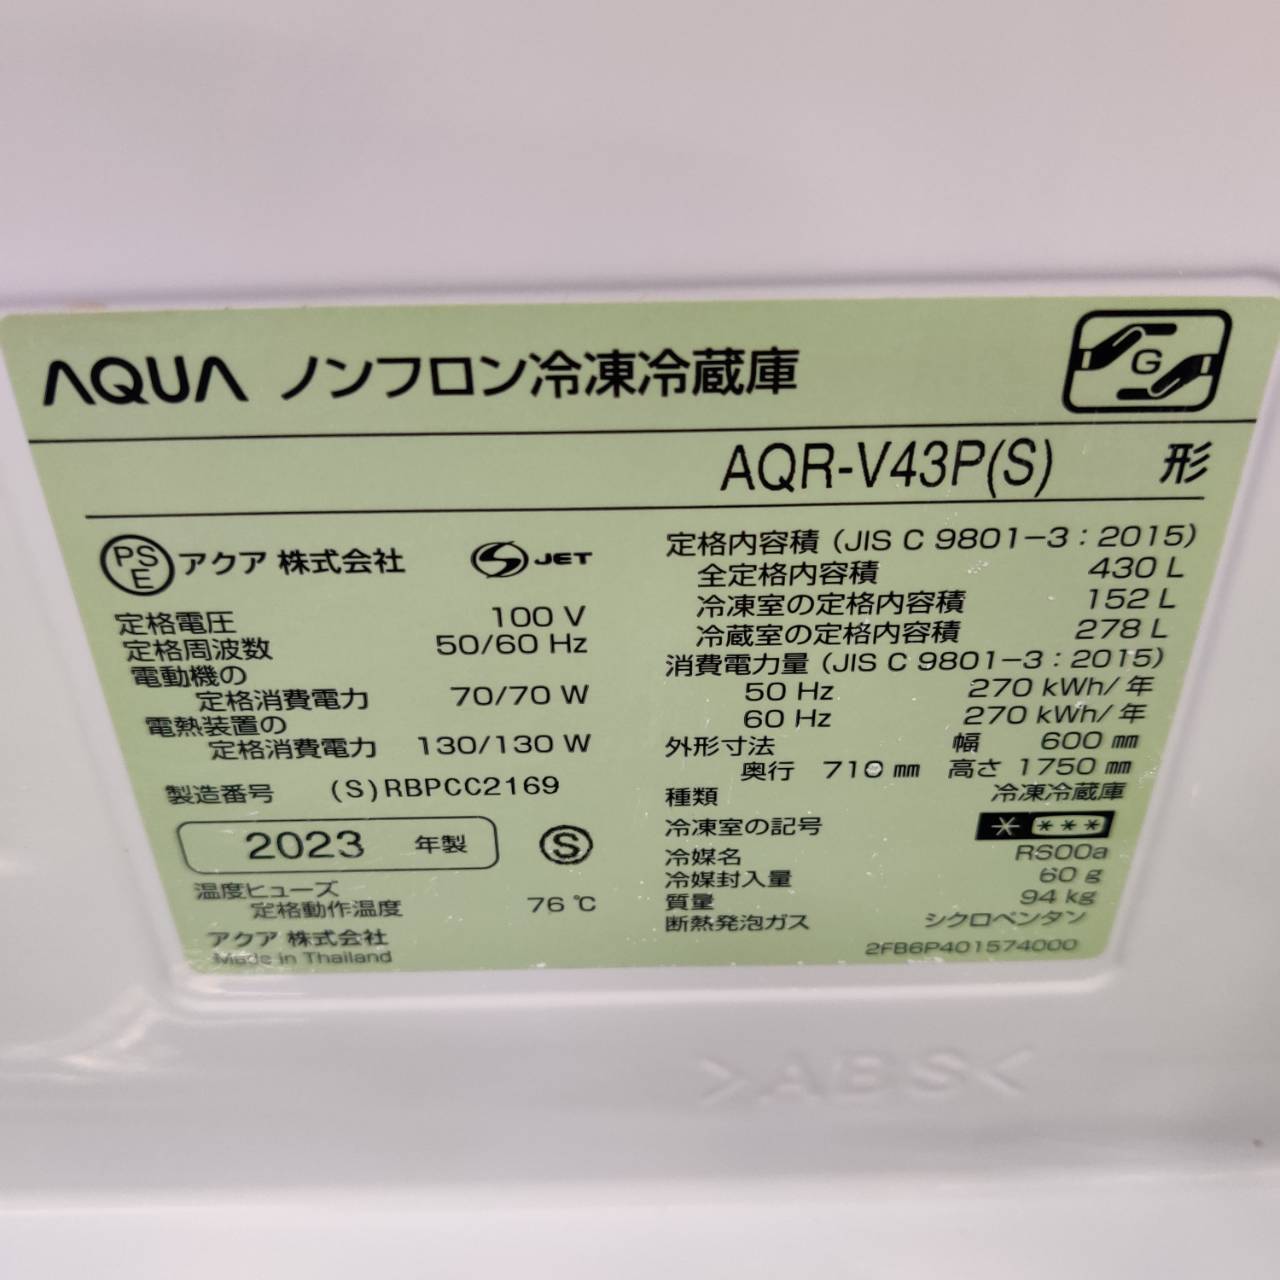 AQUA ノンフロン冷凍冷蔵庫
G
AQR-V43P(S) 形
PSE アクア 株式会社 S JET
定格電圧 100 V
定格周波数 50/60 Hz
電動機の
定格消費電力 70/70 W
電熱装置の
定格消費電力 130/130 W
製造番号 (S)RBPCC2169
2023 年製 S
温度ヒューズ
定格動作温度 76 ℃
アクア 株式会社
Made in Thailand
定格内容積 (JIS C 9801-3:2015)
全定格内容積 430 L
冷凍室の定格内容積 152 L
冷蔵室の定格内容積 278 L
消費電力量 (JIS C 9801-3:2015)
50 Hz 270 kWh/年
60 Hz 270 kWh/年
外形寸法 幅 600 mm
奥行 710 mm 高さ 1750 mm
種類 冷凍冷蔵庫
冷凍室の記号 * ***
冷媒名 R600a
冷媒封入量 60 g
質量 94 kg
断熱発泡ガス シクロペンタン
2FB6P401574000
>ABS<